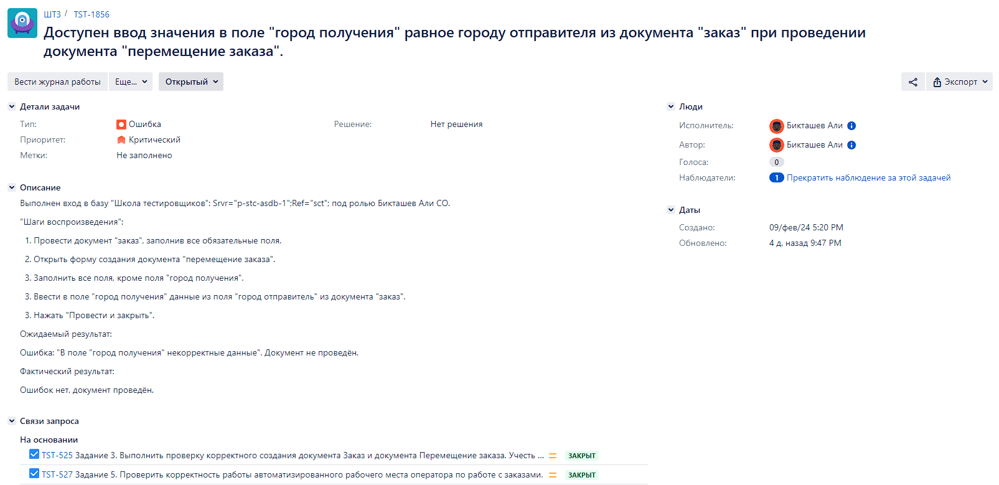 ШТ3 / TST-1856
Доступен ввод значения в поле "город получения" равное городу отправителя из документа "заказ" при проведении
документа "перемещение заказа".
Вести журнал работы Еще... Открытый Экспорт
Детали задачи
Тип: Ошибка Решение: Нет решения
Приоритет: Критический
Метки: Не заполнено
Описание
Выполнен вход в базу "Школа тестировщиков": Srvr="p-stc-asdb-1";Ref="sct"; под ролью Бикташев Али СО.
"Шаги воспроизведения":
1. Провести документ "заказ", заполнив все обязательные поля.
2. Открыть форму создания документа "перемещение заказа".
3. Заполнить все поля, кроме поля "город получения".
3. Ввести в поле "город получения" данные из поля "город отправитель" из документа "заказ".
3. Нажать "Провести и закрыть".
Ожидаемый результат:
Ошибка: "В поле "город получения" некорректные данные". Документ не проведён.
Фактический результат:
Ошибок нет, документ проведён.
Связи запроса
На основании
TST-525 Задание 3. Выполнить проверку корректного создания документа Заказ и документа Перемещение заказа. Учесть ... ЗАКРЫТ
TST-527 Задание 5. Проверить корректность работы автоматизированного рабочего места оператора по работе с заказами. ЗАКРЫТ
Люди
Исполнитель: Бикташев Али
Автор: Бикташев Али
Голоса: 0
Наблюдатели: 1 Прекратить наблюдение за этой задачей
Даты
Создано: 09/фев/24 5:20 PM
Обновлено: 4 д. назад 9:47 PM